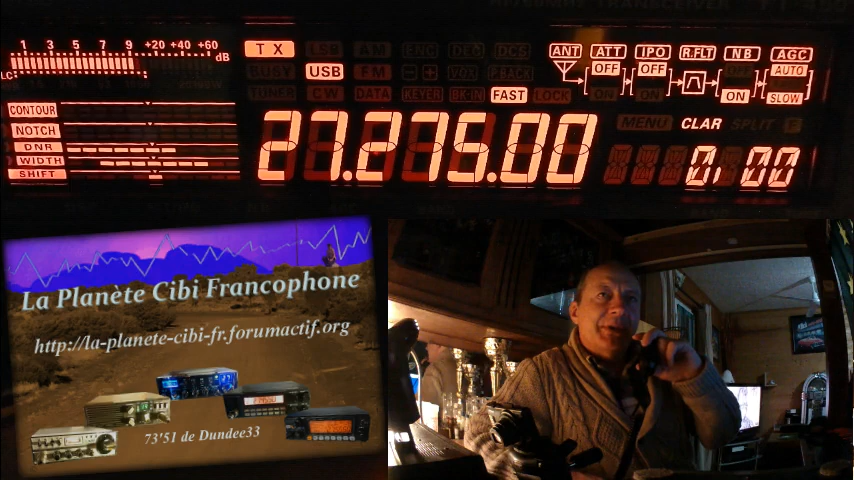 1 3 5 7 9 +20 +40 +60 dB
TX LSB AM ENC DEC DCS
BUSY USB FM - + VOX P.BACK
TUNER CW DATA KEYER BK-IN FAST LOCK
ANT ATT IPO R.FLT NB AGC
OFF OFF OFF AUTO
ON ON ON SLOW
CONTOUR
NOTCH
DNR
WIDTH
SHIFT
27.275.00
MENU CLAR SPLIT
0.00
La Planète Cibi Francophone
http://la-planete-cibi-fr.forumactif.org
73'51 de Dundee33